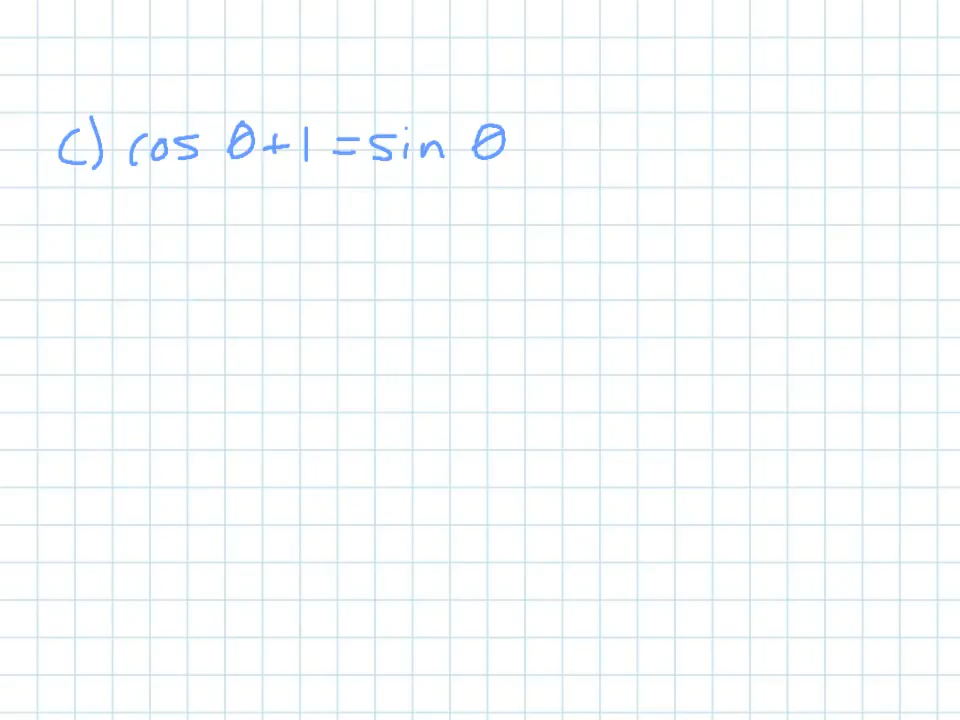 c) cos θ+1 = sin θ